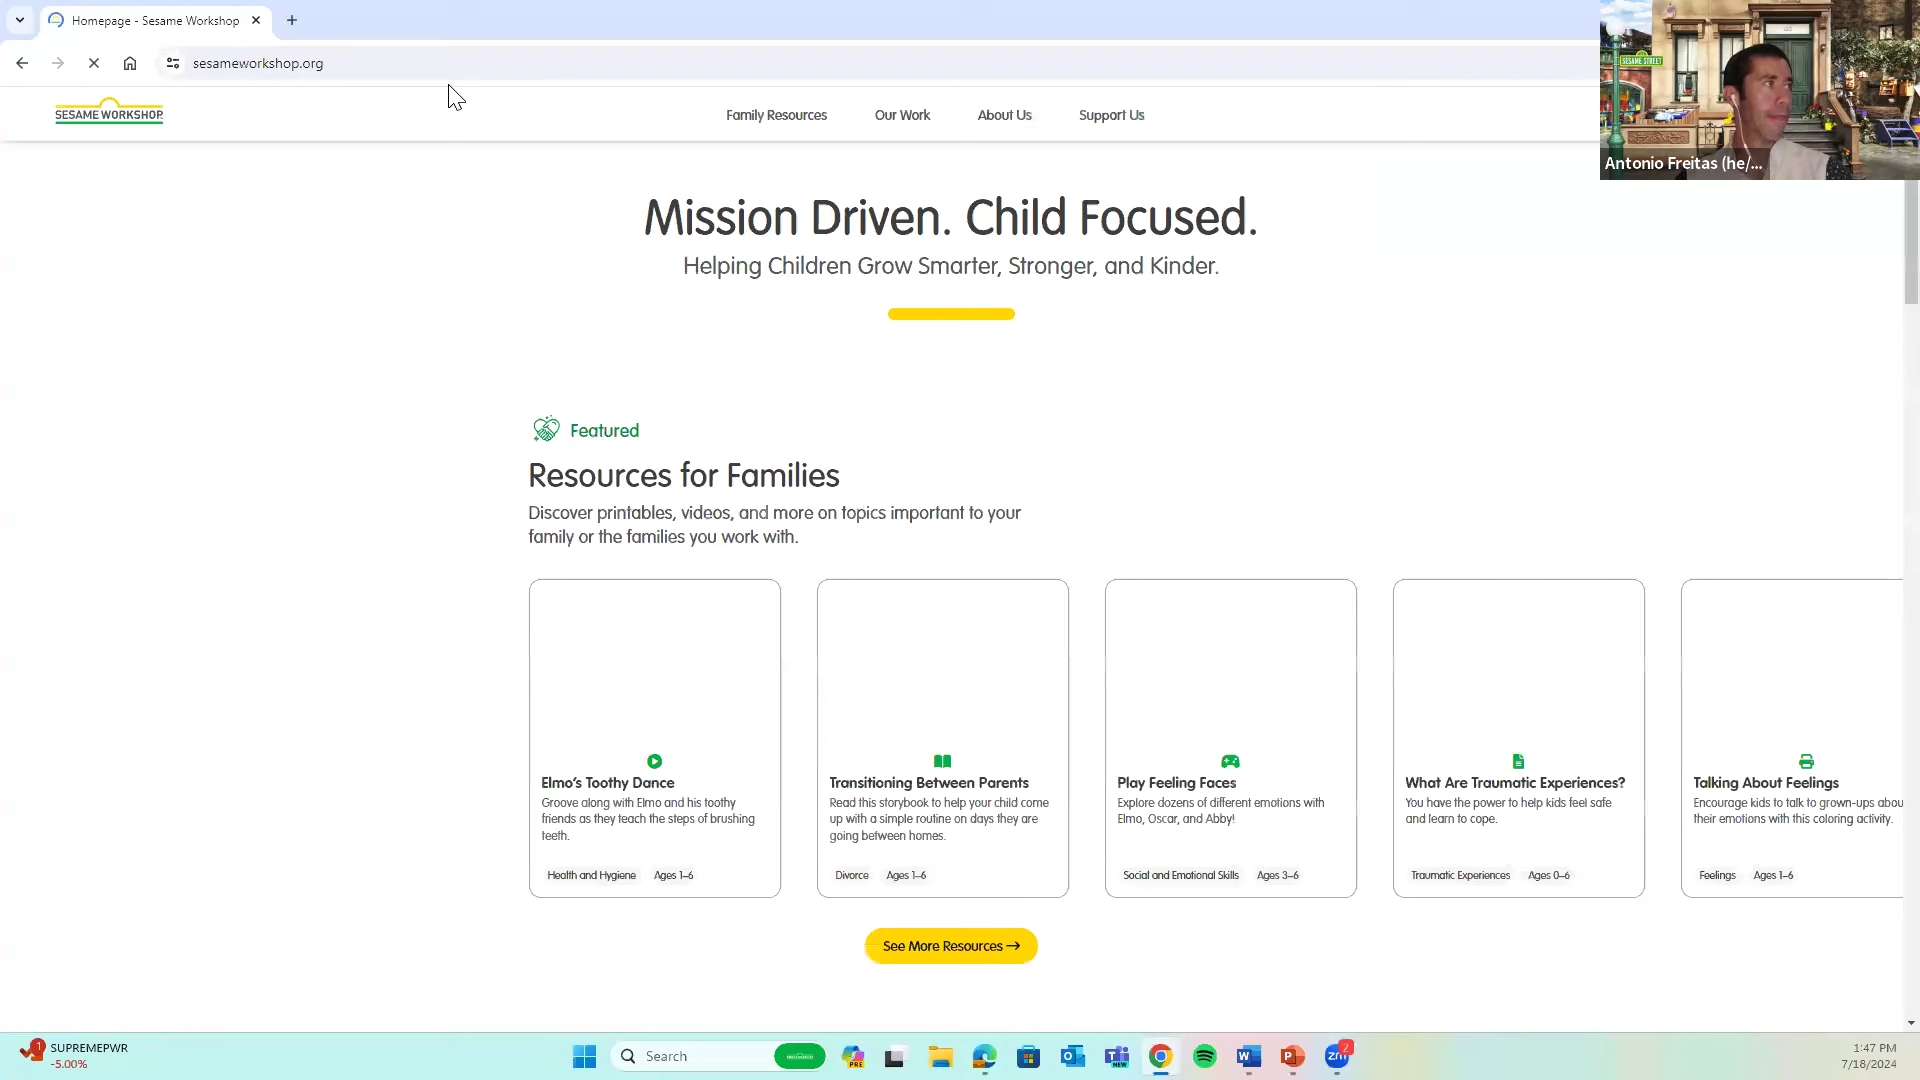 Homepage - Sesame Workshop
sesameworkshop.org
SESAME WORKSHOP
Family Resources
Our Work
About Us
Support Us
SESAME STREET
Antonio Freitas (he/...
Mission Driven. Child Focused.
Helping Children Grow Smarter, Stronger, and Kinder.
Featured
Resources for Families
Discover printables, videos, and more on topics important to your
family or the families you work with.
Elmo's Toothy Dance
Groove along with Elmo and his toothy
friends as they teach the steps of brushing
teeth.
Health and Hygiene
Ages 1–6
Transitioning Between Parents
Read this storybook to help your child come
up with a simple routine on days they are
going between homes.
Divorce
Ages 1–6
Play Feeling Faces
Explore dozens of different emotions with
Elmo, Oscar, and Abby!
Social and Emotional Skills
Ages 3–6
What Are Traumatic Experiences?
You have the power to help kids feel safe
and learn to cope.
Traumatic Experiences
Ages 0–6
Talking About Feelings
Encourage kids to talk to grown-ups abou
their emotions with this coloring activity.
Feelings
Ages 1–6
See More Resources →
1
SUPREMEPWR
-5.00%
Search
PRE
NEW
zm
2
1:47 PM
7/18/2024